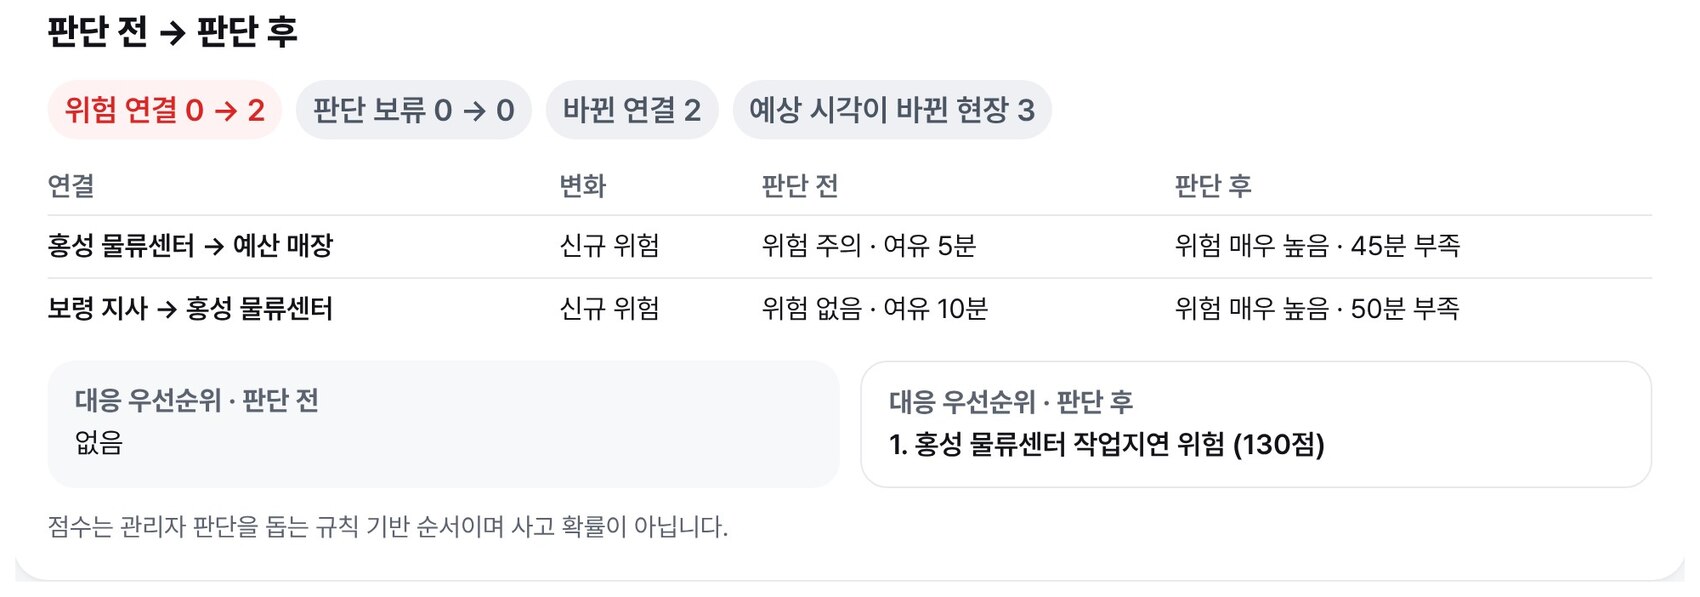 판단 전 → 판단 후
위험 연결 0 → 2 판단 보류 0 → 0 바뀐 연결 2 예상 시각이 바뀐 현장 3
연결 변화 판단 전 판단 후
홍성 물류센터 → 예산 매장 신규 위험 위험 주의 · 여유 5분 위험 매우 높음 · 45분 부족
보령 지사 → 홍성 물류센터 신규 위험 위험 없음 · 여유 10분 위험 매우 높음 · 50분 부족
대응 우선순위 · 판단 전
없음
대응 우선순위 · 판단 후
1. 홍성 물류센터 작업지연 위험 (130점)
점수는 관리자 판단을 돕는 규칙 기반 순서이며 사고 확률이 아닙니다.